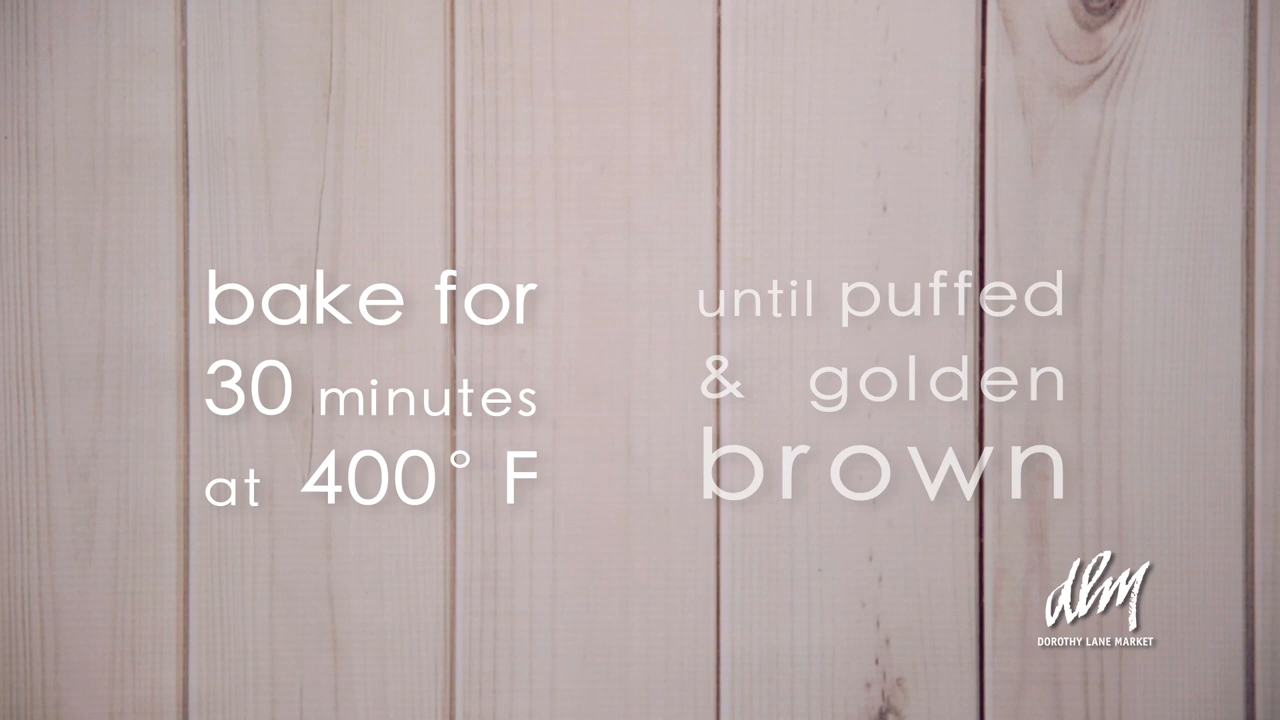 bake for
30 minutes
at 400° F
until puffed
& golden
brown
dlm
DOROTHY LANE MARKET